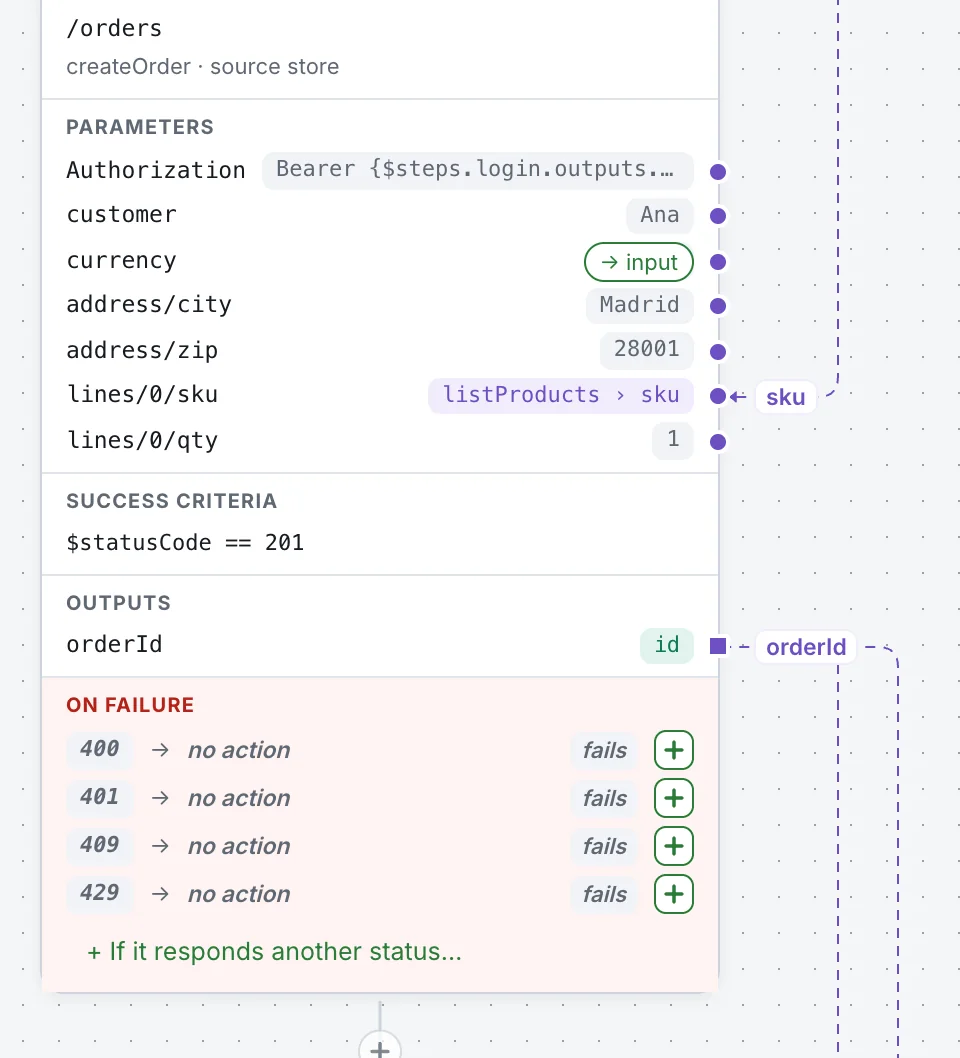 /orders
createOrder · source store
PARAMETERS
Authorization Bearer {$steps.login.outputs.…
customer Ana
currency → input
address/city Madrid
address/zip 28001
lines/0/sku listProducts › sku sku
lines/0/qty 1
SUCCESS CRITERIA
$statusCode == 201
OUTPUTS
orderId id orderId
ON FAILURE
400 → no action fails +
401 → no action fails +
409 → no action fails +
429 → no action fails +
+ If it responds another status...
+